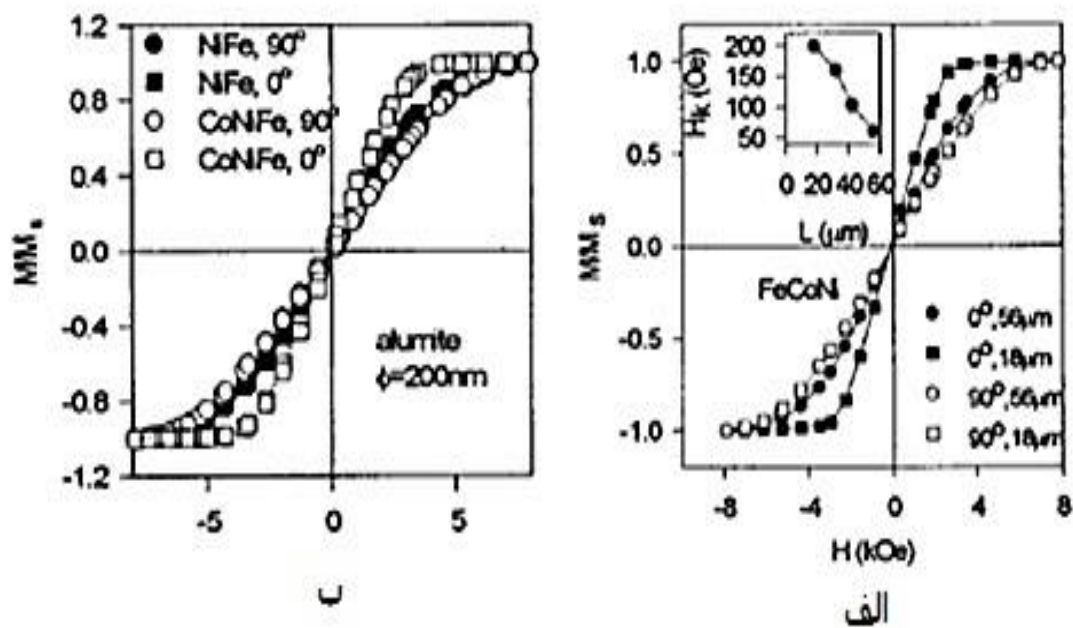 1.2
0.8
0.4
0.0
-0.4
-0.8
-1.2
MM s
NiFe, 90°
NiFe, 0°
CoNiFe, 90°
CoNiFe, 0°
alumite
ϕ=200nm
-5
0
5
ب
1.0
0.5
0.0
-0.5
-1.0
MM s
200
150
100
50
H k (Oe)
0 20 40 60
L (μm)
FeCoNi
0°,56μm
0°,18μm
90°,56μm
90°,18μm
-8
-4
0
4
8
H (kOe)
الف